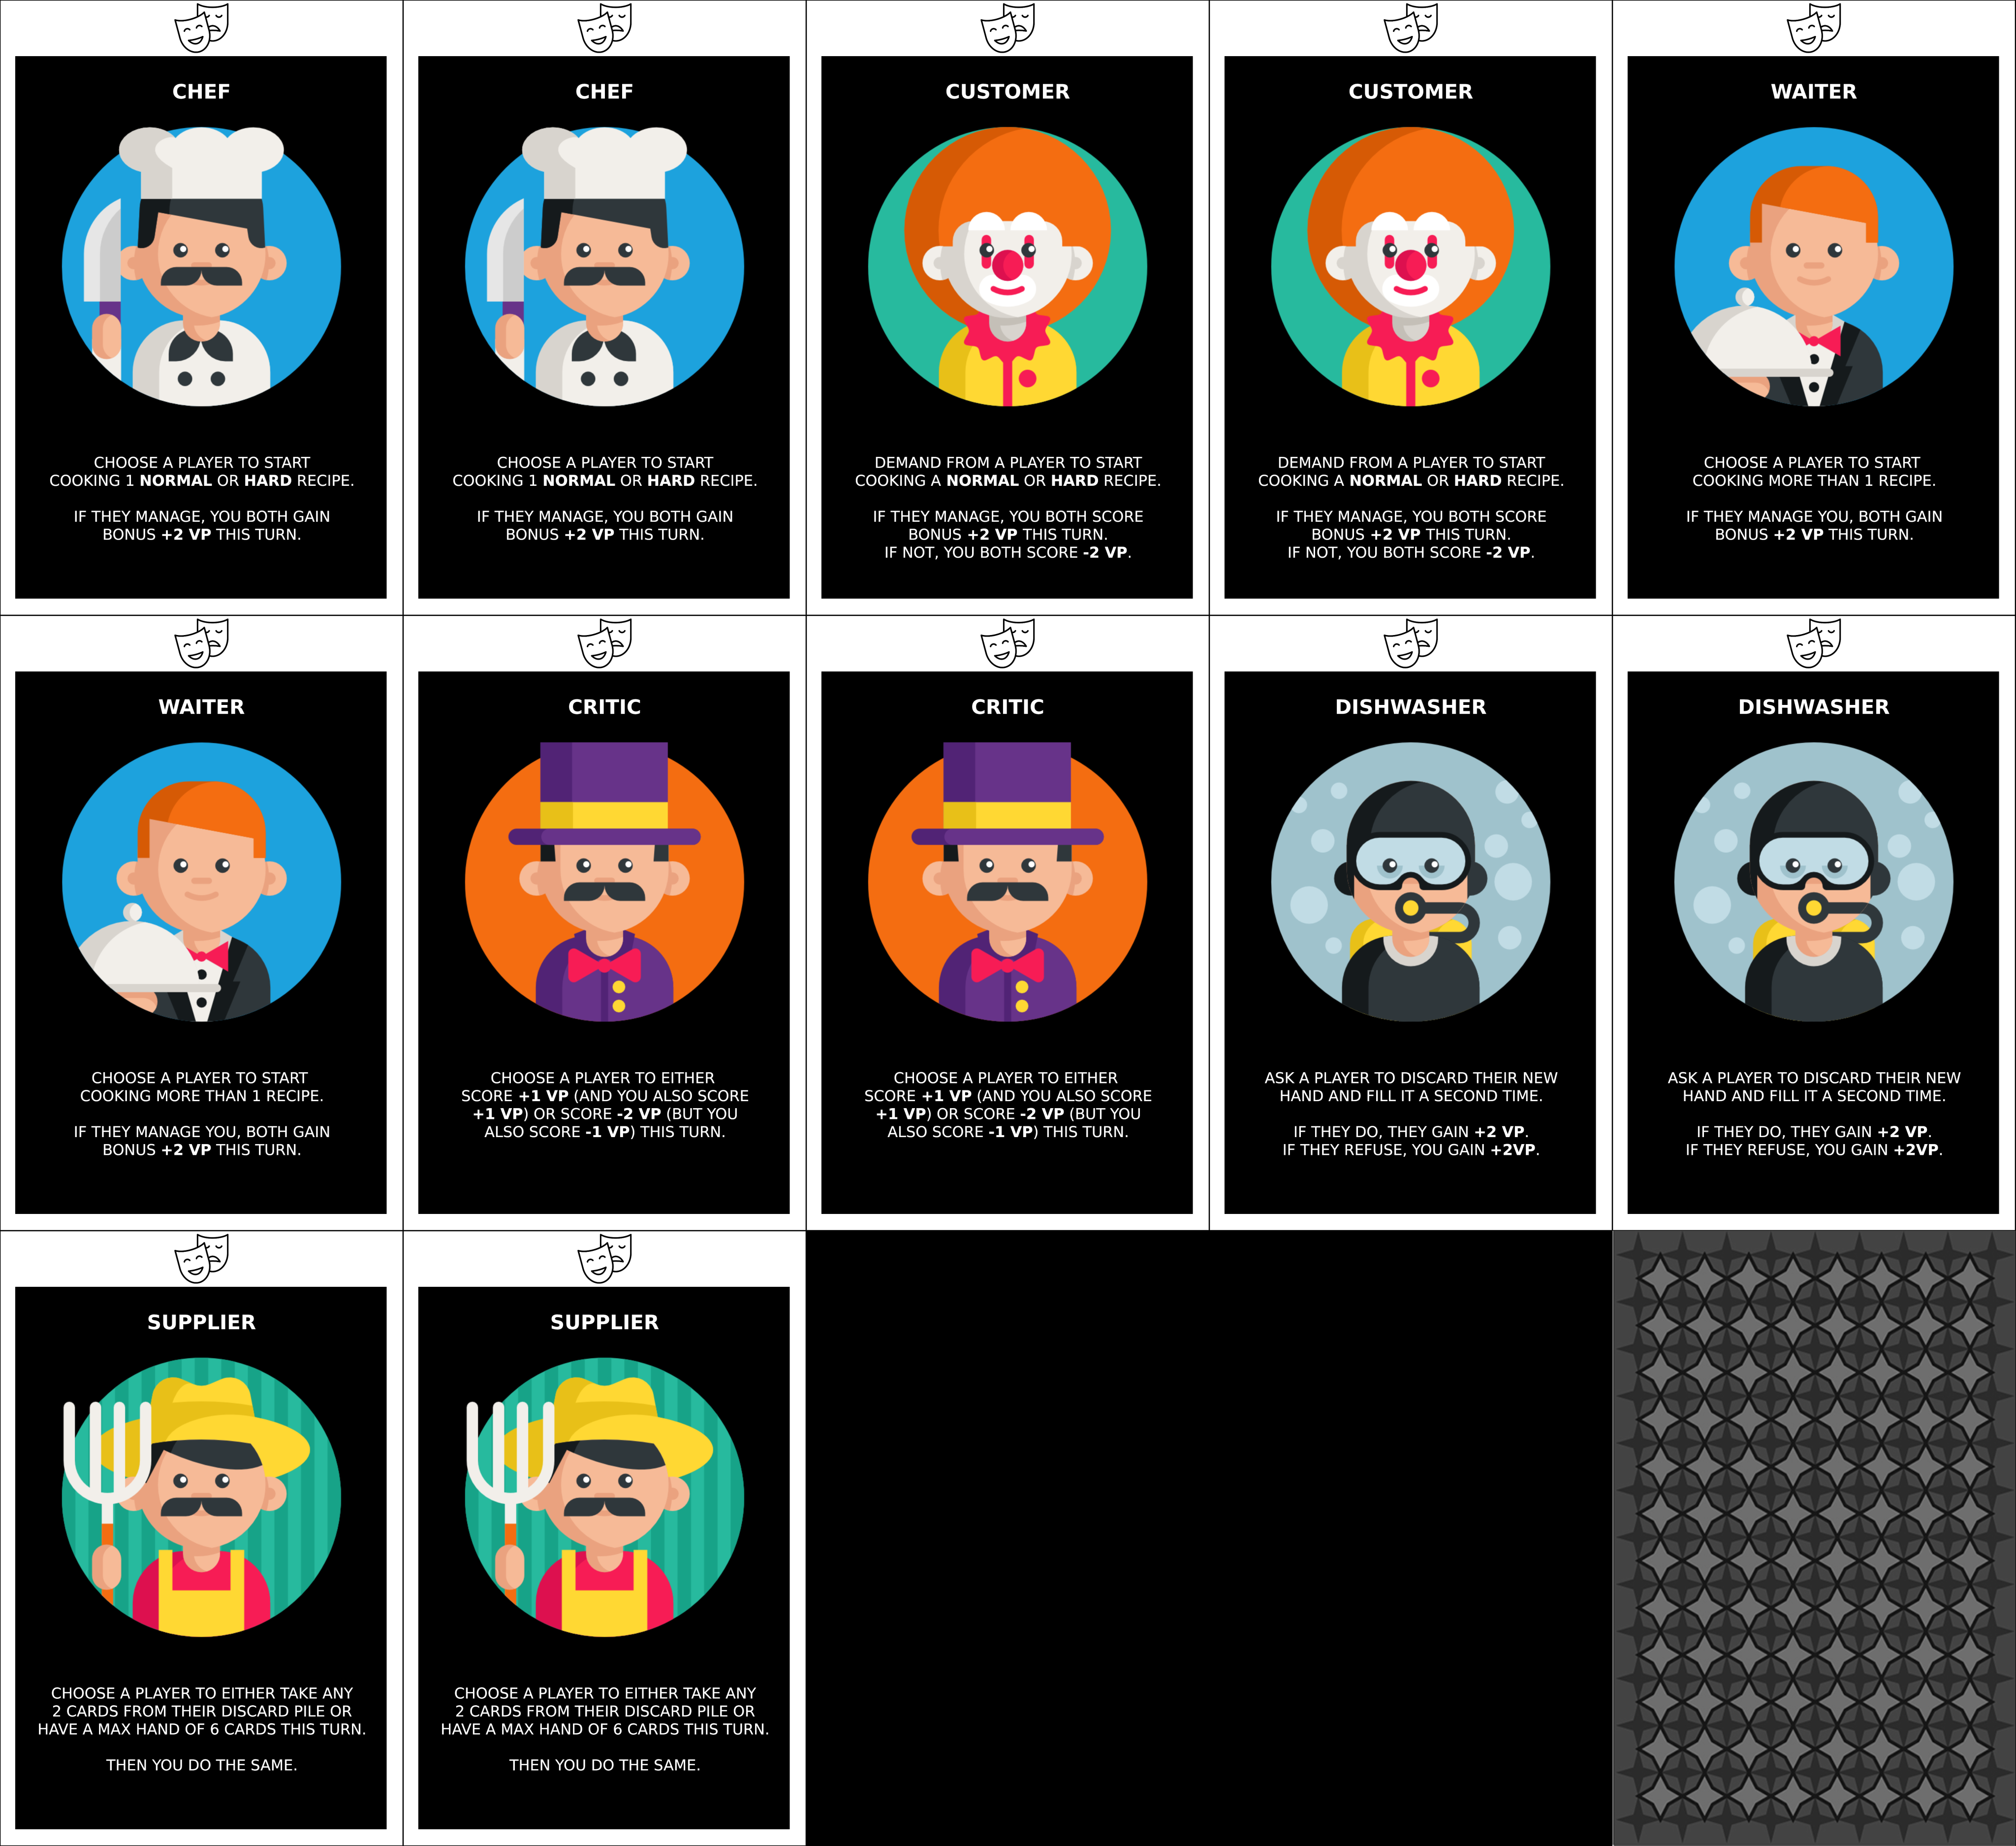 CHEF
CHOOSE A PLAYER TO START
COOKING 1 NORMAL OR HARD RECIPE.
IF THEY MANAGE, YOU BOTH GAIN
BONUS +2 VP THIS TURN.
CHEF
CHOOSE A PLAYER TO START
COOKING 1 NORMAL OR HARD RECIPE.
IF THEY MANAGE, YOU BOTH GAIN
BONUS +2 VP THIS TURN.
CUSTOMER
DEMAND FROM A PLAYER TO START
COOKING A NORMAL OR HARD RECIPE.
IF THEY MANAGE, YOU BOTH SCORE
BONUS +2 VP THIS TURN.
IF NOT, YOU BOTH SCORE -2 VP.
CUSTOMER
DEMAND FROM A PLAYER TO START
COOKING A NORMAL OR HARD RECIPE.
IF THEY MANAGE, YOU BOTH SCORE
BONUS +2 VP THIS TURN.
IF NOT, YOU BOTH SCORE -2 VP.
WAITER
CHOOSE A PLAYER TO START
COOKING MORE THAN 1 RECIPE.
IF THEY MANAGE YOU, BOTH GAIN
BONUS +2 VP THIS TURN.
WAITER
CHOOSE A PLAYER TO START
COOKING MORE THAN 1 RECIPE.
IF THEY MANAGE YOU, BOTH GAIN
BONUS +2 VP THIS TURN.
CRITIC
CHOOSE A PLAYER TO EITHER
SCORE +1 VP (AND YOU ALSO SCORE
+1 VP) OR SCORE -2 VP (BUT YOU
ALSO SCORE -1 VP) THIS TURN.
CRITIC
CHOOSE A PLAYER TO EITHER
SCORE +1 VP (AND YOU ALSO SCORE
+1 VP) OR SCORE -2 VP (BUT YOU
ALSO SCORE -1 VP) THIS TURN.
DISHWASHER
ASK A PLAYER TO DISCARD THEIR NEW
HAND AND FILL IT A SECOND TIME.
IF THEY DO, THEY GAIN +2 VP.
IF THEY REFUSE, YOU GAIN +2VP.
DISHWASHER
ASK A PLAYER TO DISCARD THEIR NEW
HAND AND FILL IT A SECOND TIME.
IF THEY DO, THEY GAIN +2 VP.
IF THEY REFUSE, YOU GAIN +2VP.
SUPPLIER
CHOOSE A PLAYER TO EITHER TAKE ANY
2 CARDS FROM THEIR DISCARD PILE OR
HAVE A MAX HAND OF 6 CARDS THIS TURN.
THEN YOU DO THE SAME.
SUPPLIER
CHOOSE A PLAYER TO EITHER TAKE ANY
2 CARDS FROM THEIR DISCARD PILE OR
HAVE A MAX HAND OF 6 CARDS THIS TURN.
THEN YOU DO THE SAME.